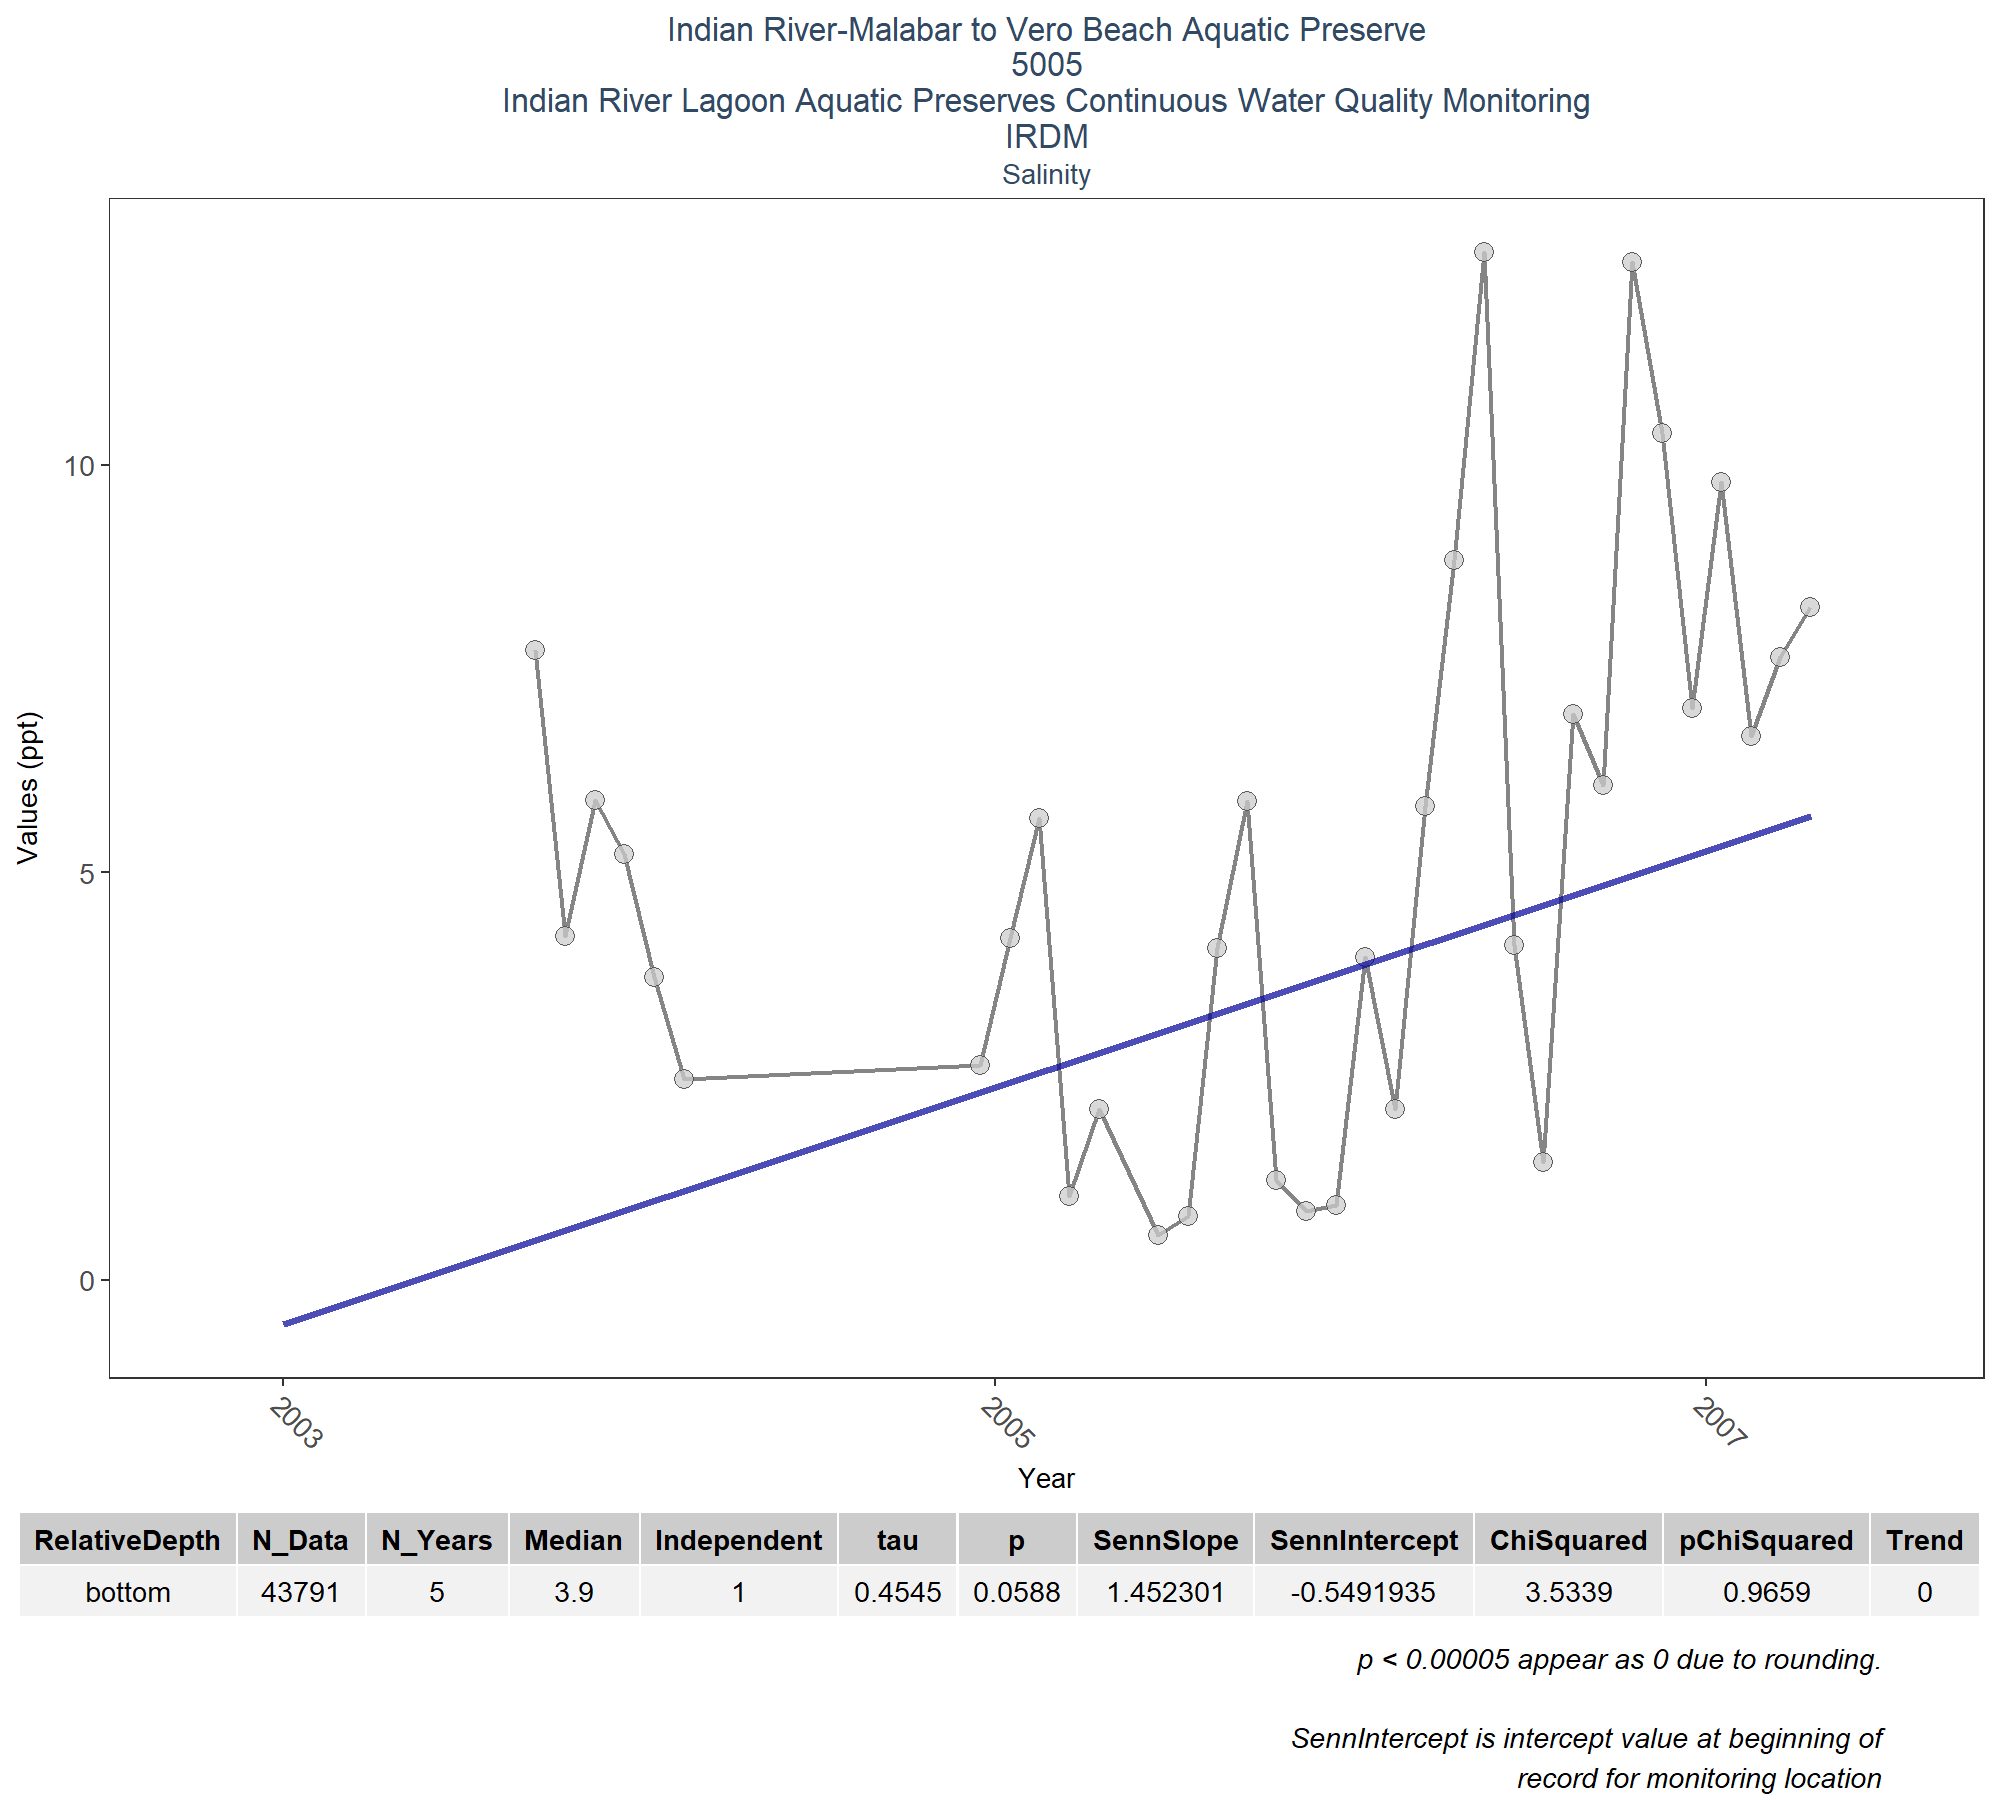 Indian River-Malabar to Vero Beach Aquatic Preserve
5005
Indian River Lagoon Aquatic Preserves Continuous Water Quality Monitoring
IRDM
Salinity
Values (ppt)
10
5
0
2003
2005
2007
Year
RelativeDepth N_Data N_Years Median Independent tau p SennSlope SennIntercept ChiSquared pChiSquared Trend
bottom 43791 5 3.9 1 0.4545 0.0588 1.452301 -0.5491935 3.5339 0.9659 0
p < 0.00005 appear as 0 due to rounding.
SennIntercept is intercept value at beginning of
record for monitoring location